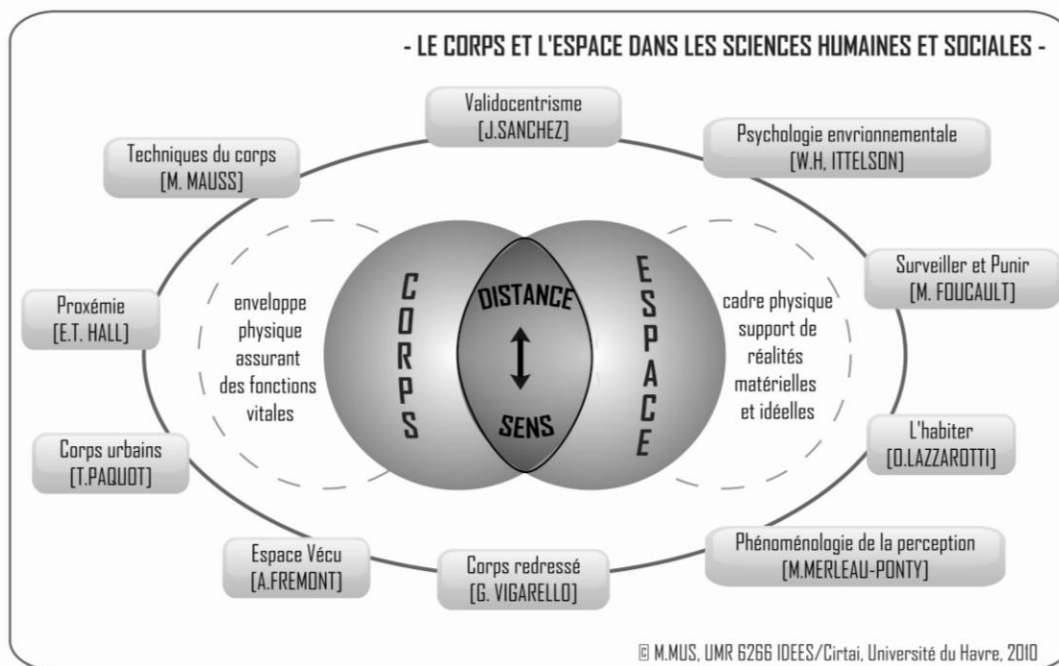 - LE CORPS ET L'ESPACE DANS LES SCIENCES HUMAINES ET SOCIALES -
Validocentrisme
[J.SANCHEZ]
Psychologie envrionnementale
[W.H, ITTELSON]
Techniques du corps
[M. MAUSS]
Surveiller et Punir
[M. FOUCAULT]
Proxémie
[E.T. HALL]
enveloppe
physique
assurant
des fonctions
vitales
CORPS
DISTANCE
SENS
ESPACE
cadre physique
support de
réalités
matérielles
et idéelles
Corps urbains
[T.PAQUOT]
L'habiter
[O.LAZZAROTTI]
Espace Vécu
[A.FREMONT]
Corps redressé
[G. VIGARELLO]
Phénoménologie de la perception
[M.MERLEAU-PONTY]
© M.MUS, UMR 6266 IDEES/Cirtai, Université du Havre, 2010